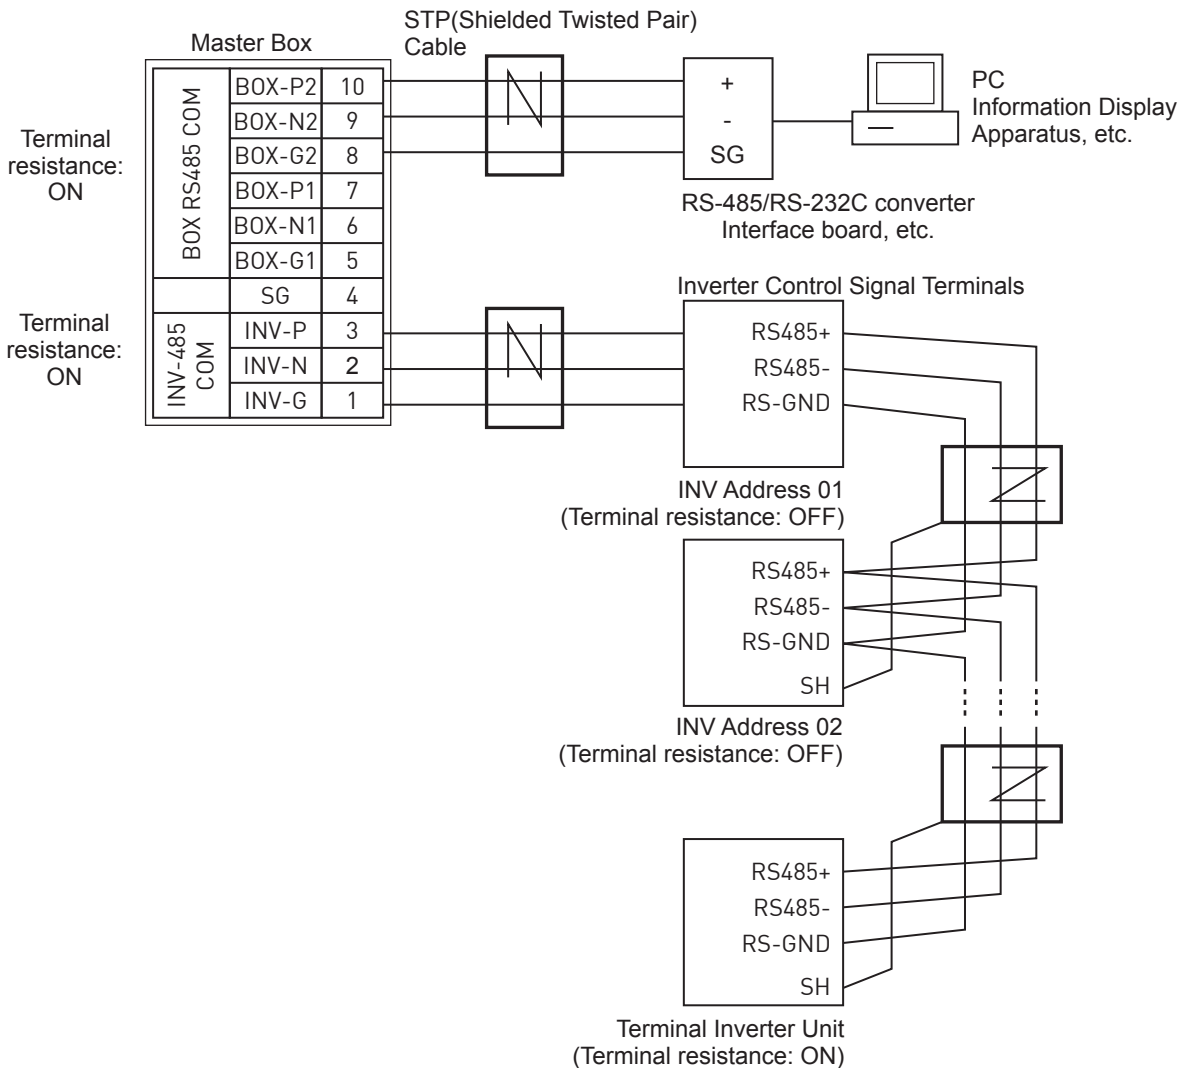 STP(Shielded Twisted Pair)
Cable
Master Box
Terminal
resistance:
ON
BOX RS485 COM
BOX-P2 10
BOX-N2 9
BOX-G2 8
BOX-P1 7
BOX-N1 6
BOX-G1 5
SG 4
Terminal
resistance:
ON
INV-485
COM
INV-P 3
INV-N 2
INV-G 1
+
-
SG
RS-485/RS-232C converter
Interface board, etc.
PC
Information Display
Apparatus, etc.
Inverter Control Signal Terminals
RS485+
RS485-
RS-GND
INV Address 01
(Terminal resistance: OFF)
RS485+
RS485-
RS-GND
SH
INV Address 02
(Terminal resistance: OFF)
RS485+
RS485-
RS-GND
SH
Terminal Inverter Unit
(Terminal resistance: ON)